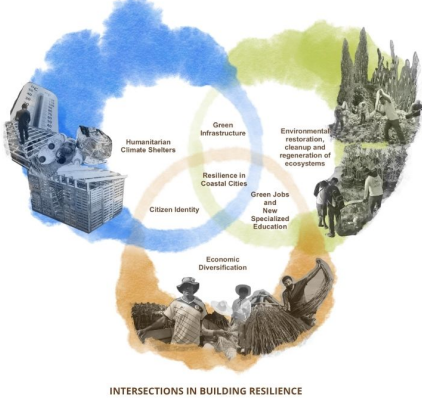 Green
Infrastructure
Humanitarian
Climate Shelters
Environmental
restoration,
cleanup and
regeneration of
ecosystems
Resilience in
Coastal Cities
Citizen Identity
Green Jobs
and
New
Specialized
Education
Economic
Diversification
INTERSECTIONS IN BUILDING RESILIENCE